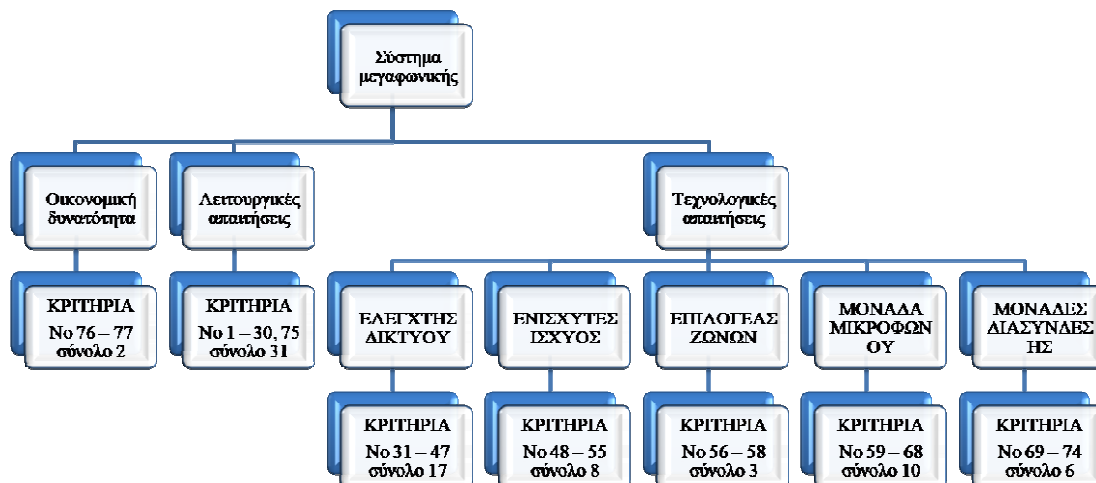 Σύστημα
μεγαφωνικής
Οικονομική
δυνατότητα
Λειτουργικές
απαιτήσεις
Τεχνολογικές
απαιτήσεις
ΚΡΙΤΗΡΙΑ
Νο 76 – 77
σύνολο 2
ΚΡΙΤΗΡΙΑ
Νο 1 – 30, 75
σύνολο 31
ΕΛΕΓΧΤΗΣ
ΔΙΚΤΥΟΥ
ΕΝΙΣΧΥΤΕΣ
ΙΣΧΥΟΣ
ΕΠΙΛΟΓΕΑΣ
ΖΩΝΩΝ
ΜΟΝΑΔΑ
ΜΙΚΡΟΦΩΝ
ΟΥ
ΜΟΝΑΔΕΣ
ΔΙΑΣΥΝΔΕΣ
ΗΣ
ΚΡΙΤΗΡΙΑ
Νο 31 – 47
σύνολο 17
ΚΡΙΤΗΡΙΑ
Νο 48 – 55
σύνολο 8
ΚΡΙΤΗΡΙΑ
Νο 56 – 58
σύνολο 3
ΚΡΙΤΗΡΙΑ
Νο 59 – 68
σύνολο 10
ΚΡΙΤΗΡΙΑ
Νο 69 – 74
σύνολο 6